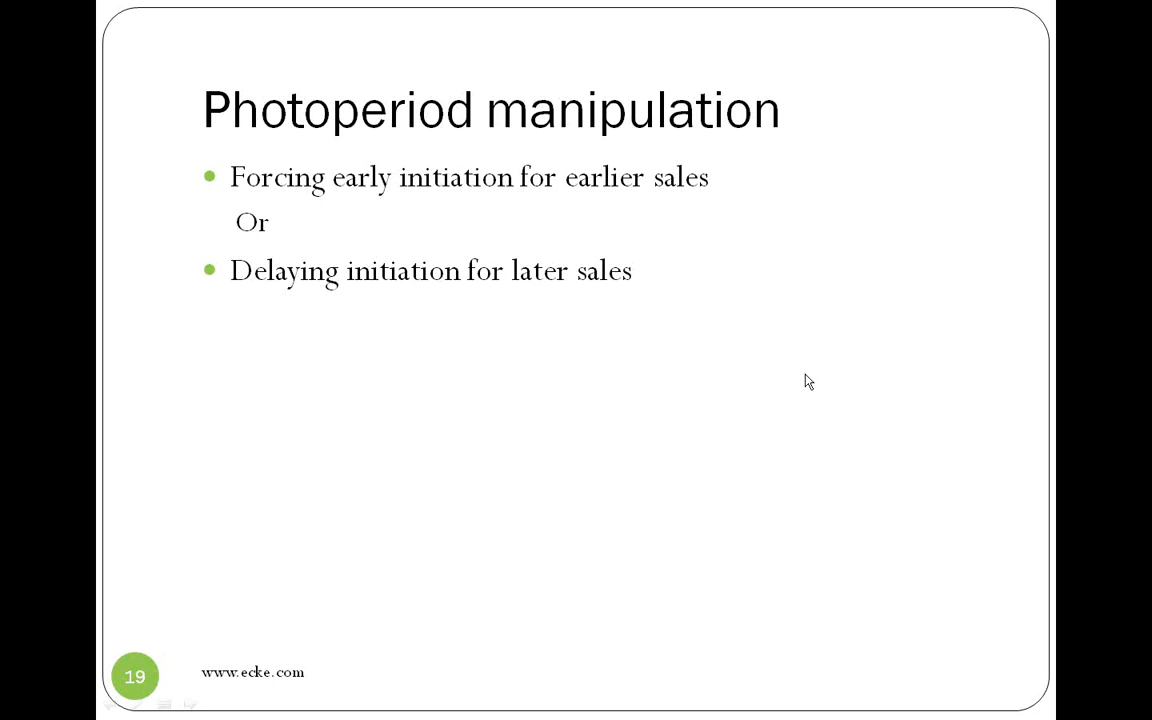 Photoperiod manipulation
Forcing early initiation for earlier sales
Or
Delaying initiation for later sales
19
www.ecke.com